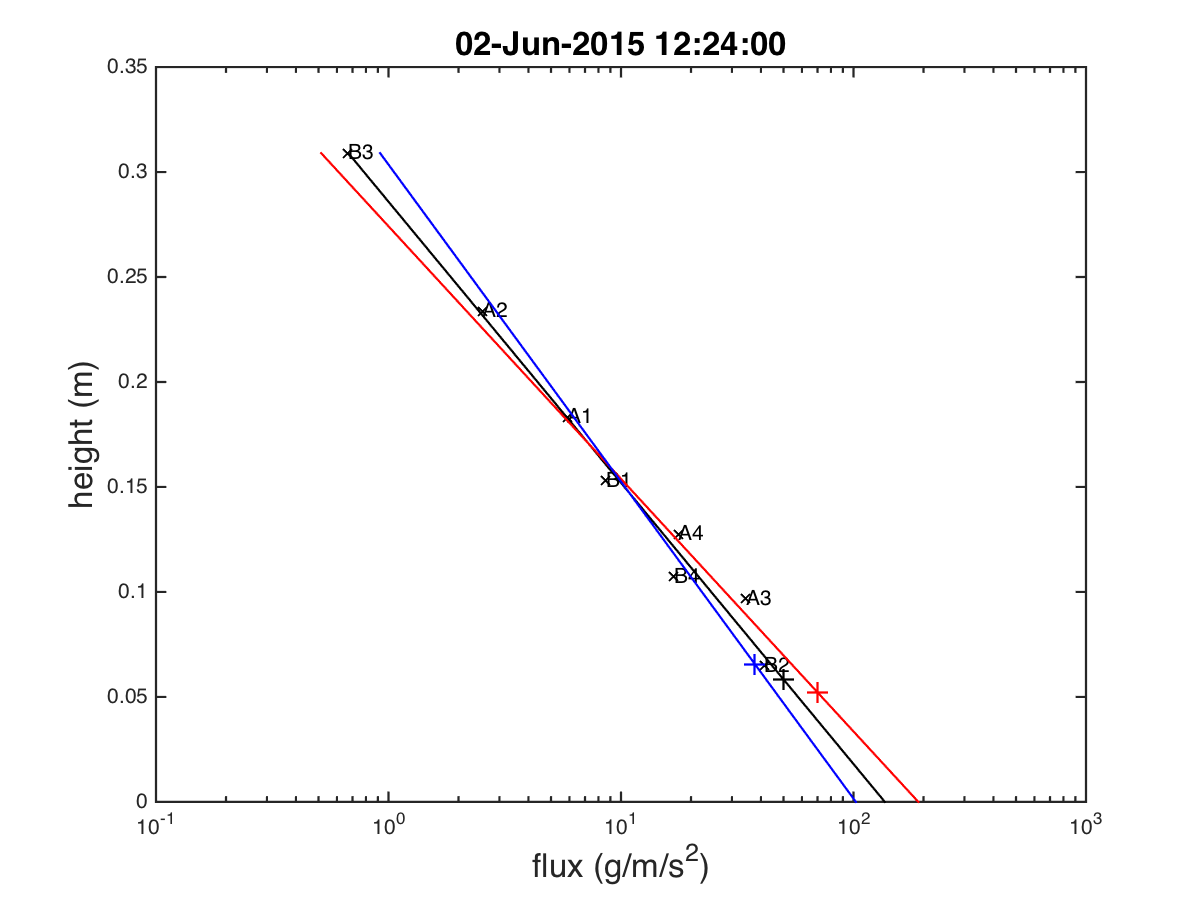 02-Jun-2015 12:24:00
0.35
0.3
0.25
0.2
0.15
0.1
0.05
0
height (m)
B3
A2
A1
B1
A4
B4
A3
B2
10^-1
10^0
10^1
10^2
10^3
flux (g/m/s^2)